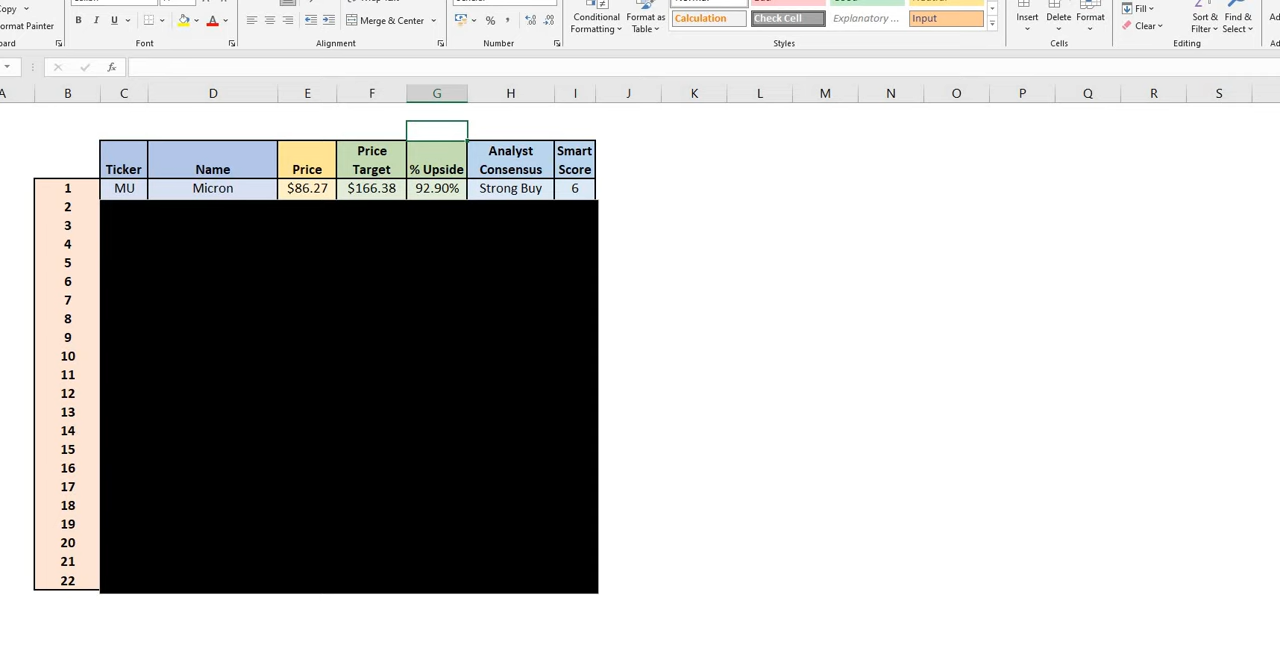 Copy
Format Painter
B I U A
Merge & Center
% ,
Conditional
Formatting
Format as
Table
Calculation
Check Cell
Explanatory ...
Input
Insert
Delete
Format
Fill
Clear
Sort &
Filter
Find &
Select
Font
Alignment
Number
Styles
Cells
Editing
fx
A B C D E F G H I J K L M N O P Q R S
Ticker Name Price Price Target % Upside Analyst Consensus Smart Score
1 MU Micron $86.27 $166.38 92.90% Strong Buy 6
2
3
4
5
6
7
8
9
10
11
12
13
14
15
16
17
18
19
20
21
22